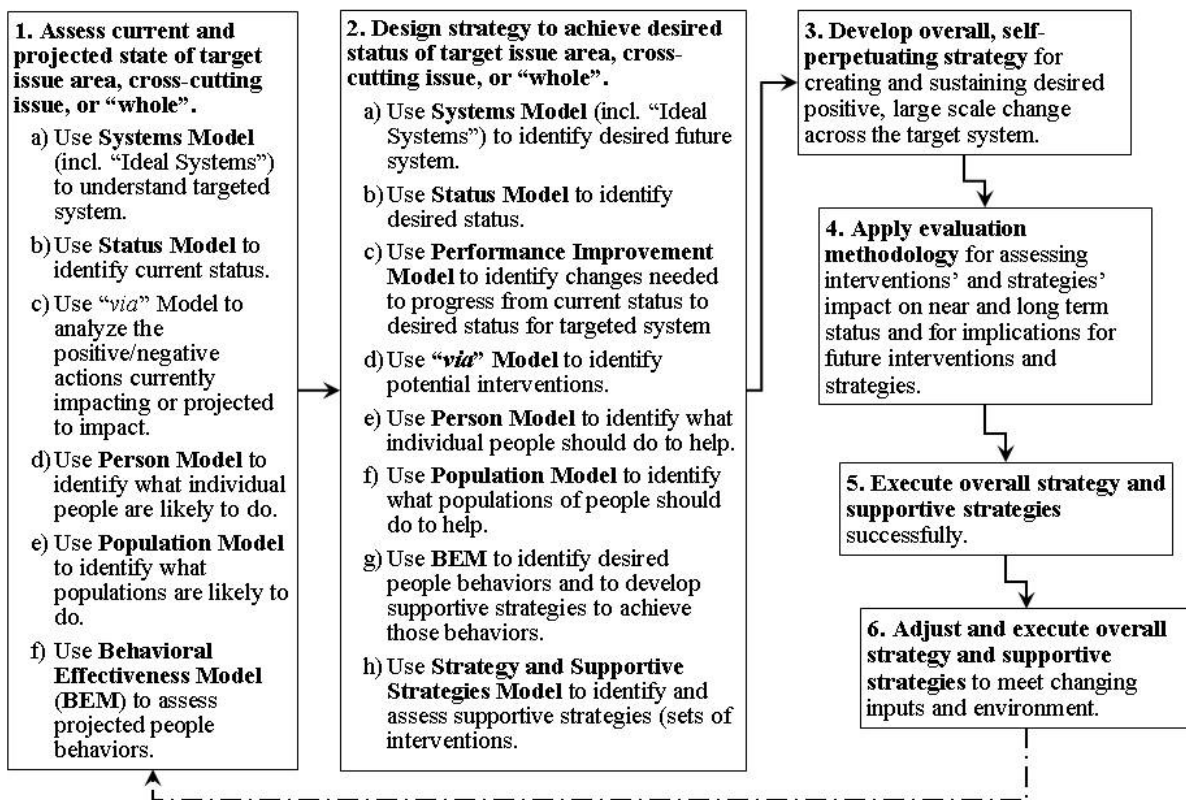 1. Assess current and
projected state of target
issue area, cross-cutting
issue, or “whole”.
a) Use Systems Model
(incl. “Ideal Systems”)
to understand targeted
system.
b) Use Status Model to
identify current status.
c) Use “via” Model to
analyze the
positive/negative
actions currently
impacting or projected
to impact.
d) Use Person Model to
identify what individual
people are likely to do.
e) Use Population Model
to identify what
populations are likely to
do.
f) Use Behavioral
Effectiveness Model
(BEM) to assess
projected people
behaviors.
2. Design strategy to achieve desired
status of target issue area, cross-
cutting issue, or “whole”.
a) Use Systems Model (incl. “Ideal
Systems”) to identify desired future
system.
b) Use Status Model to identify
desired status.
c) Use Performance Improvement
Model to identify changes needed
to progress from current status to
desired status for targeted system
d) Use “via” Model to identify
potential interventions.
e) Use Person Model to identify what
individual people should do to help.
f) Use Population Model to identify
what populations of people should
do to help.
g) Use BEM to identify desired
people behaviors and to develop
supportive strategies to achieve
those behaviors.
h) Use Strategy and Supportive
Strategies Model to identify and
assess supportive strategies (sets of
interventions.
3. Develop overall, self-
perpetuating strategy for
creating and sustaining desired
positive, large scale change
across the target system.
4. Apply evaluation
methodology for assessing
interventions’ and strategies’
impact on near and long term
status and for implications for
future interventions and
strategies.
5. Execute overall strategy and
supportive strategies
successfully.
6. Adjust and execute overall
strategy and supportive
strategies to meet changing
inputs and environment.